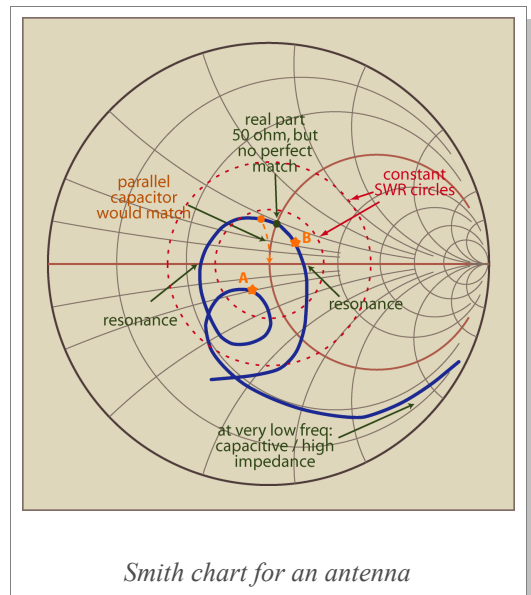 real part
50 ohm, but
no perfect
match
parallel
capacitor
would match
constant
SWR circles
B
A
resonance
resonance
at very low freq:
capacitive / high
impedance
Smith chart for an antenna